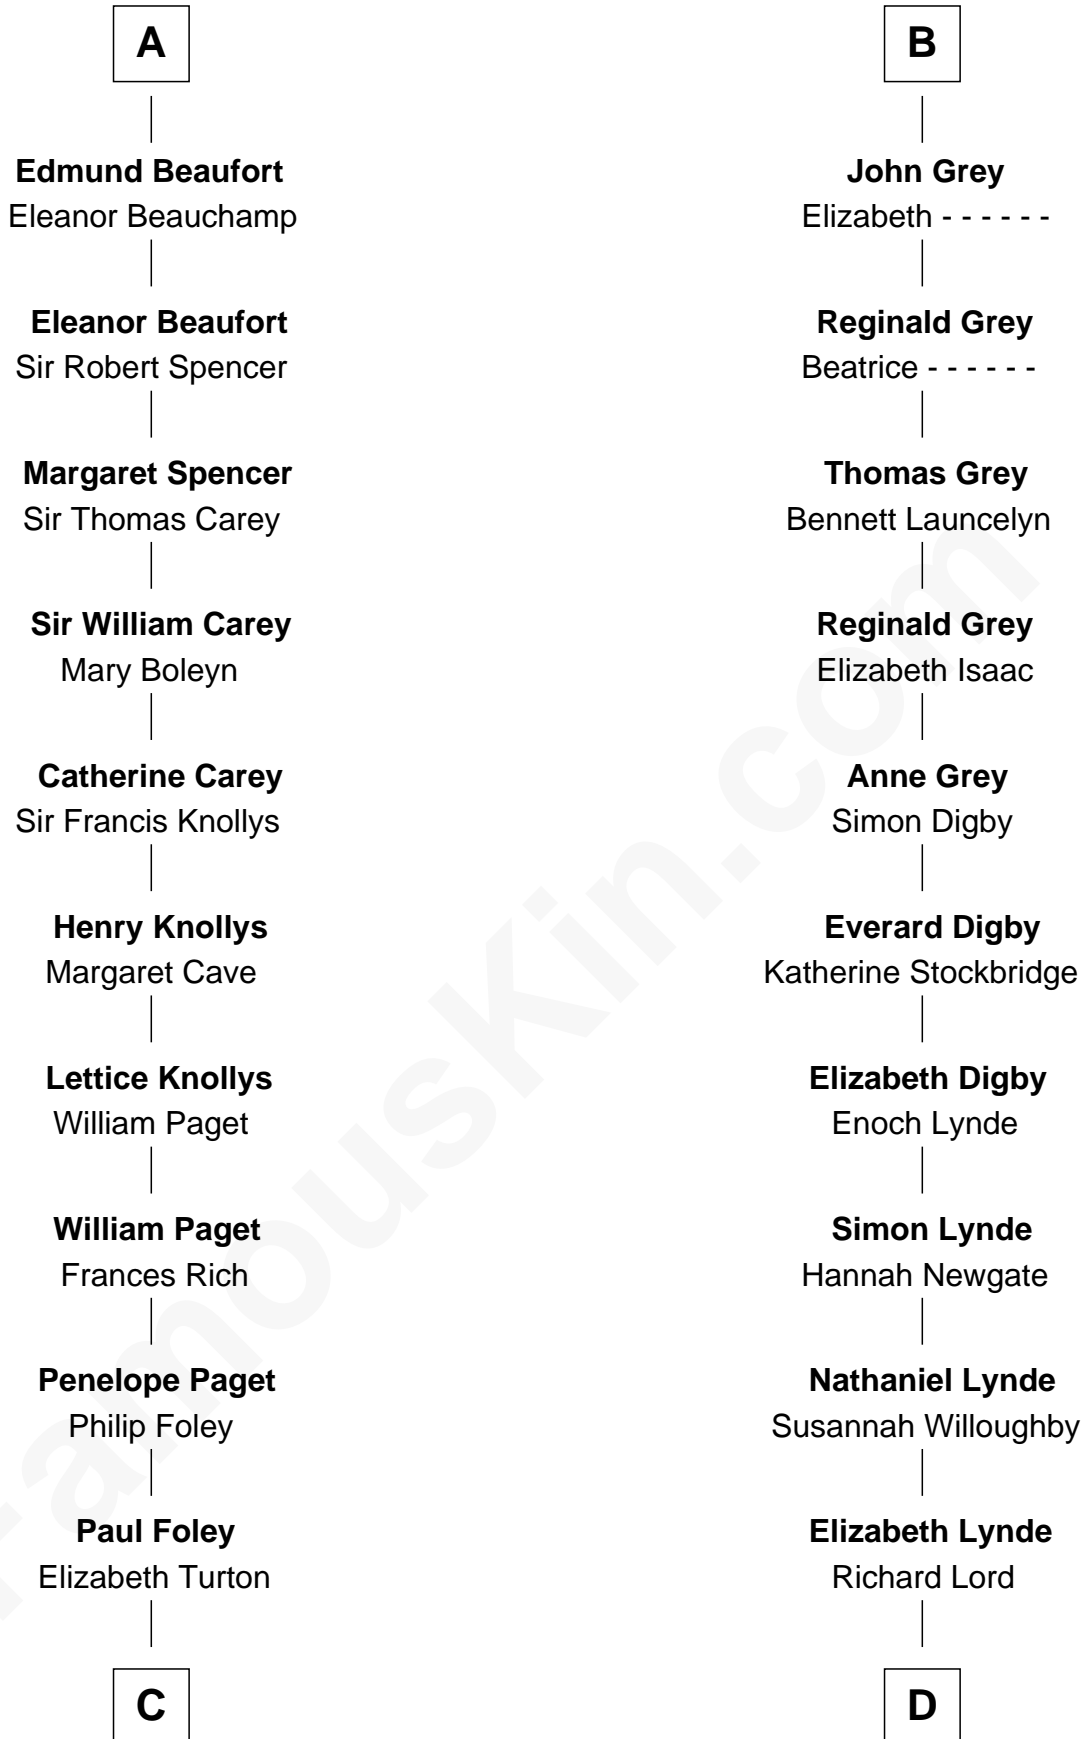 A
Edmund Beaufort
Eleanor Beauchamp
Eleanor Beaufort
Sir Robert Spencer
Margaret Spencer
Sir Thomas Carey
Sir William Carey
Mary Boleyn
Catherine Carey
Sir Francis Knollys
Henry Knollys
Margaret Cave
Lettice Knollys
William Paget
William Paget
Frances Rich
Penelope Paget
Philip Foley
Paul Foley
Elizabeth Turton
C
B
John Grey
Elizabeth - - - - - -
Reginald Grey
Beatrice - - - - - -
Thomas Grey
Bennett Launcelyn
Reginald Grey
Elizabeth Isaac
Anne Grey
Simon Digby
Everard Digby
Katherine Stockbridge
Elizabeth Digby
Enoch Lynde
Simon Lynde
Hannah Newgate
Nathaniel Lynde
Susannah Willoughby
Elizabeth Lynde
Richard Lord
D
FamousKin.com